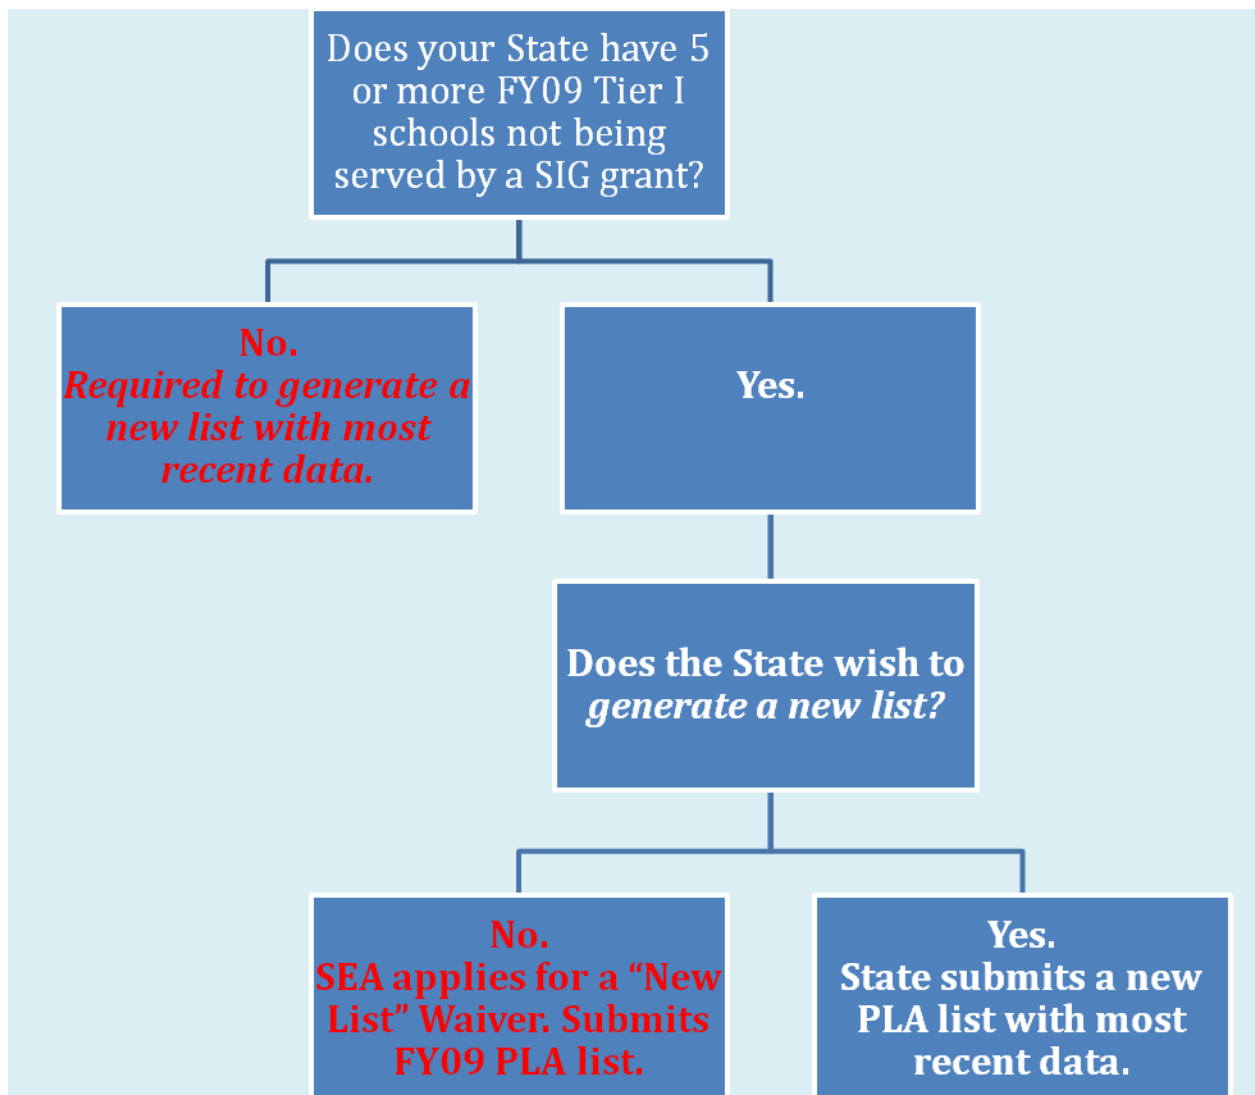 Does your State have 5
or more FY09 Tier I
schools not being
served by a SIG grant?
No.
Required to generate a
new list with most
recent data.
Yes.
Does the State wish to
generate a new list?
No.
SEA applies for a “New
List” Waiver. Submits
FY09 PLA list.
Yes.
State submits a new
PLA list with most
recent data.